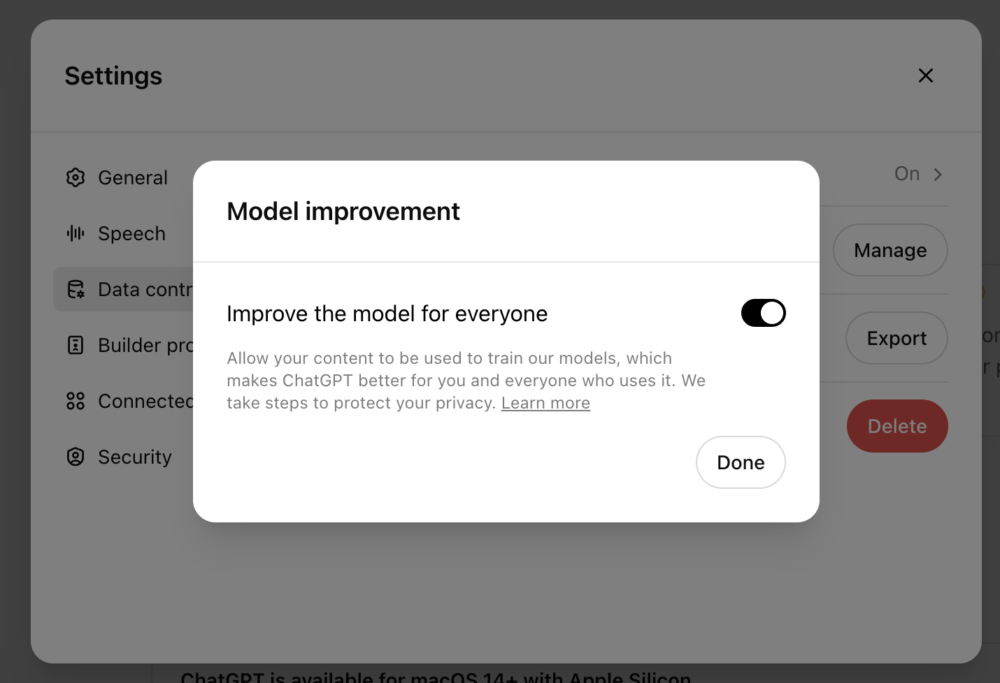 Settings
General
Speech
Data contr
Builder pro
Connected
Security
On
Manage
Export
Delete
Model improvement
Improve the model for everyone
Allow your content to be used to train our models, which
makes ChatGPT better for you and everyone who uses it. We
take steps to protect your privacy. Learn more
Done
ChatGPT is available for macOS 14+ with Apple Silicon